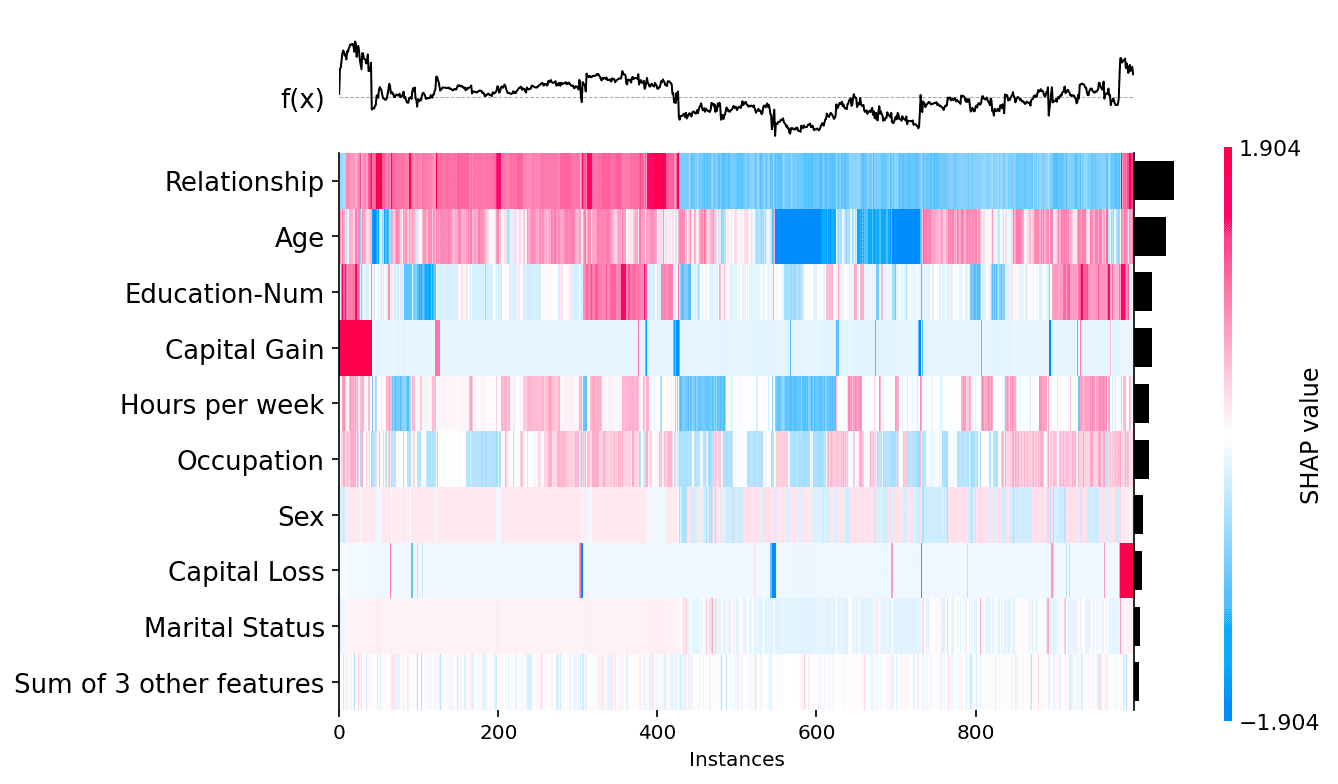 f(x)
1.904
Relationship
Age
Education-Num
Capital Gain
Hours per week
Occupation
Sex
Capital Loss
Marital Status
Sum of 3 other features
SHAP value
−1.904
0
200
400
600
800
Instances